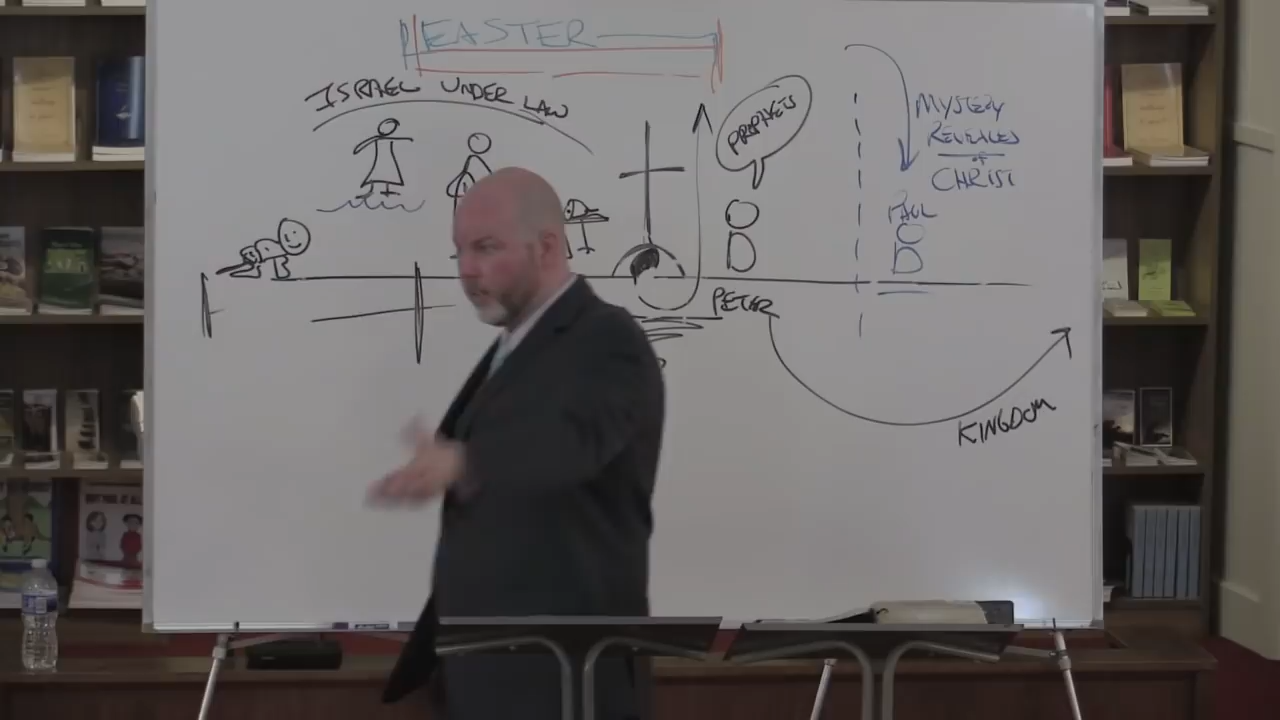 EASTER
ISRAEL UNDER LAW
PROPHETS
MYSTERY
REVEALED
of
CHRIST
PAUL
PETER
KINGDOM